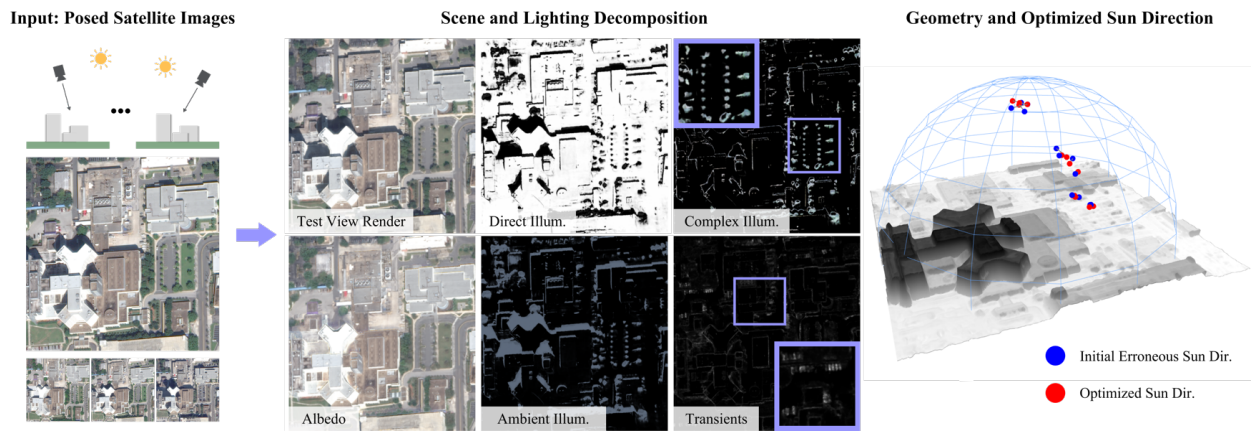 Input: Posed Satellite Images
Scene and Lighting Decomposition
Geometry and Optimized Sun Direction
Test View Render
Direct Illum.
Complex Illum.
Albedo
Ambient Illum.
Transients
Initial Erroneous Sun Dir.
Optimized Sun Dir.